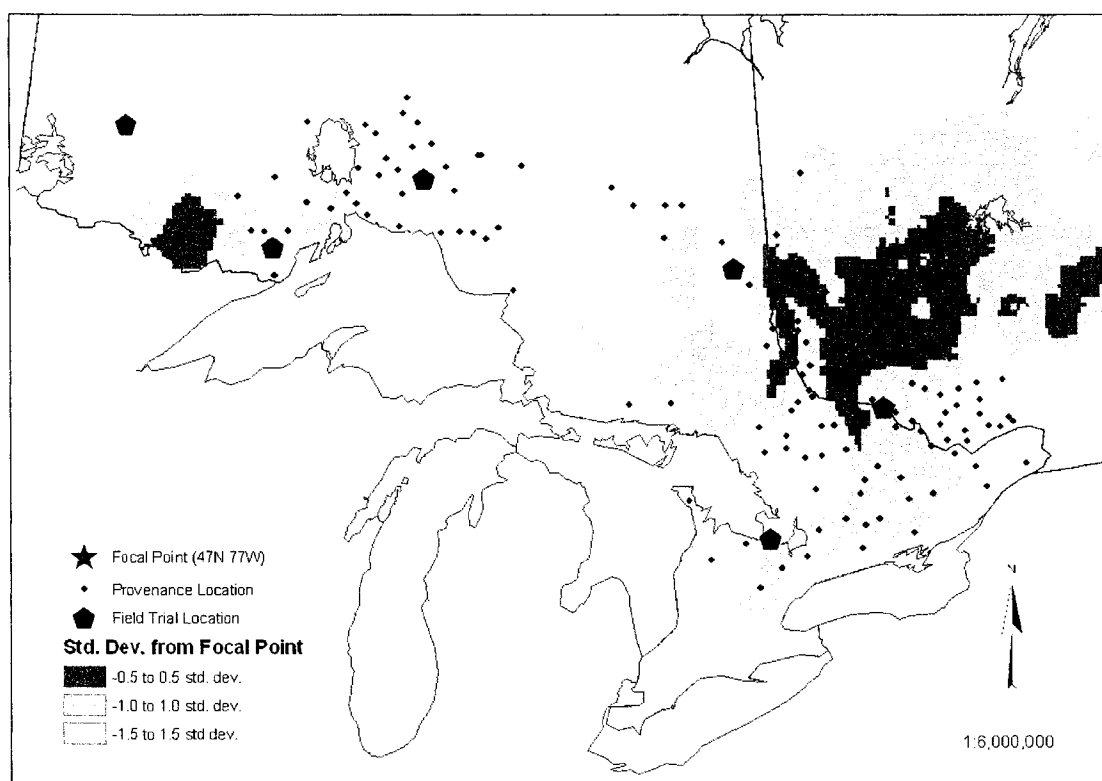 Focal Point (47N 77W)
Provenance Location
Field Trial Location
Std. Dev. from Focal Point
-0.5 to 0.5 std. dev.
-1.0 to 1.0 std. dev.
-1.5 to 1.5 std dev.
N
1:6,000,000